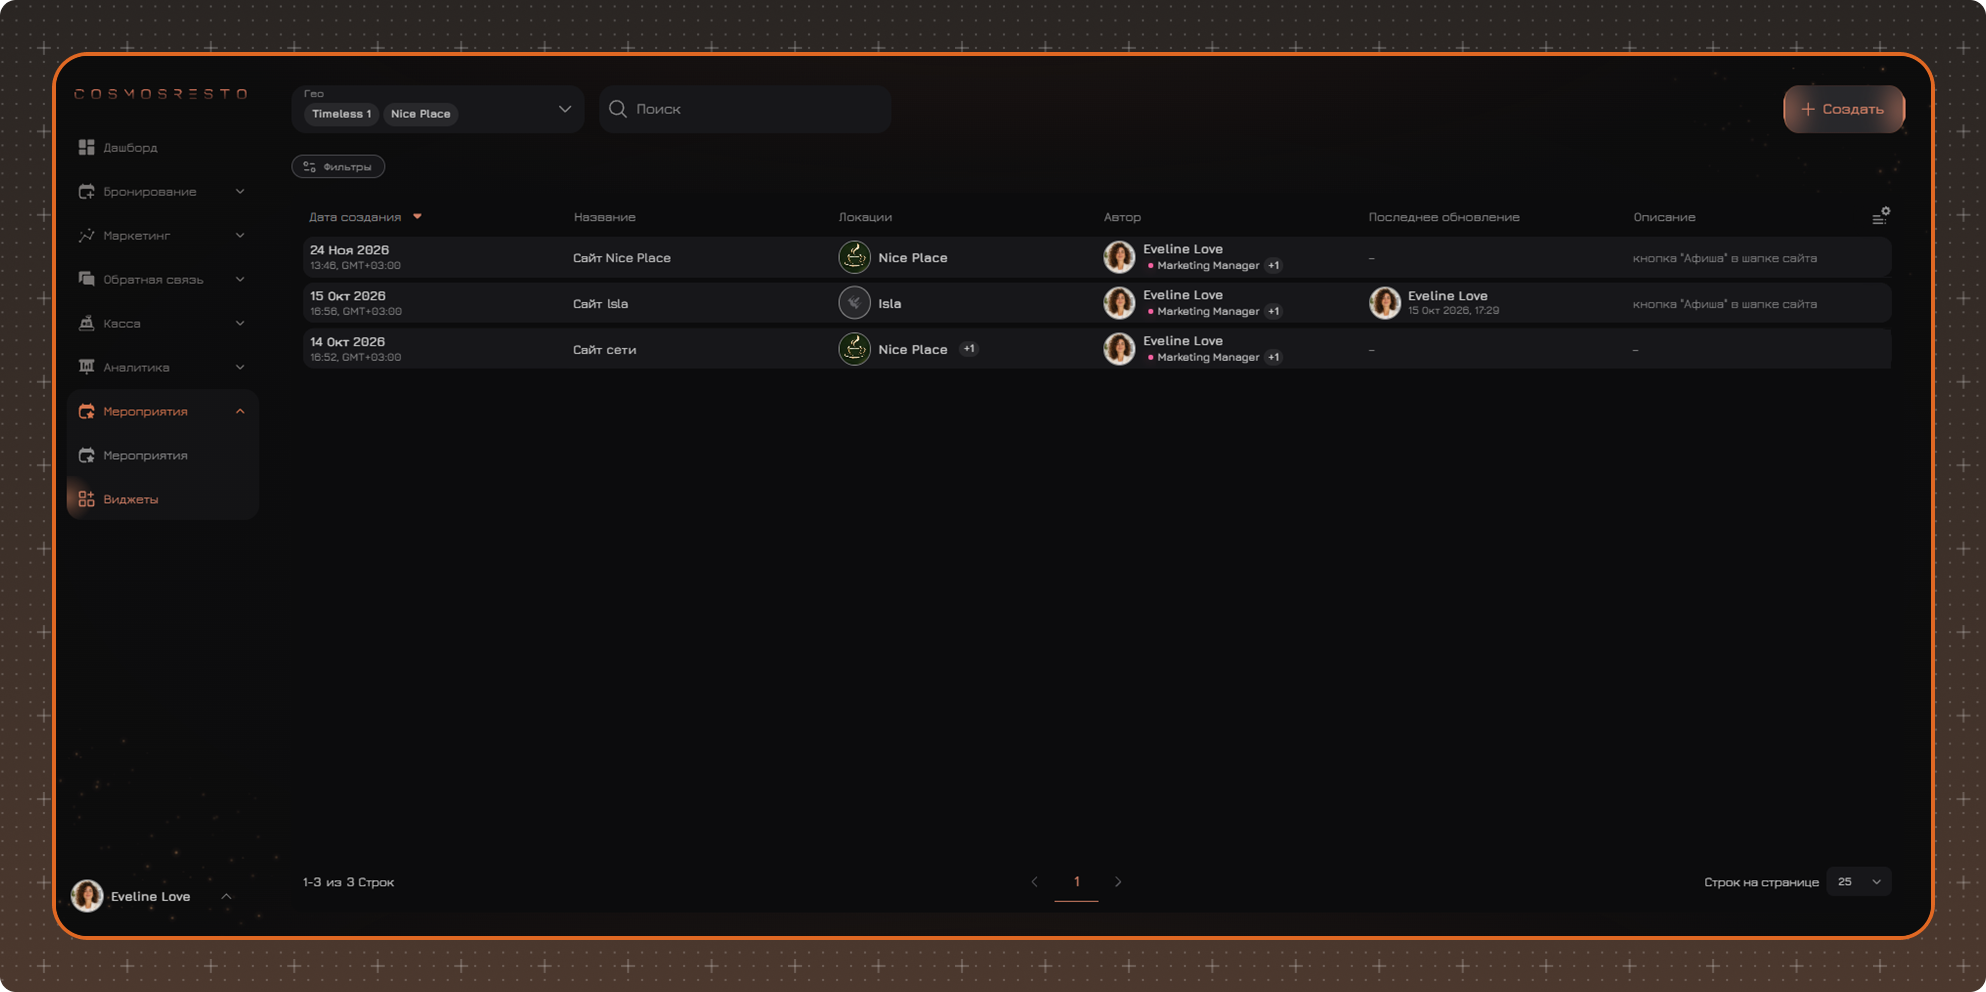 COSMOSRESTO
Гео
Timeless 1
Nice Place
Поиск
Создать
Фильтры
Дашборд
Бронирование
Маркетинг
Обратная связь
Касса
Аналитика
Мероприятия
Мероприятия
Виджеты
Дата создания Название Локации Автор Последнее обновление Описание
24 Ноя 2026
13:46, GMT+03:00
Сайт Nice Place
Nice Place
Eveline Love
Marketing Manager +1
–
кнопка "Афиша" в шапке сайта
15 Окт 2026
16:56, GMT+03:00
Сайт Isla
Isla
Eveline Love
Marketing Manager +1
Eveline Love
15 Окт 2026, 17:29
кнопка "Афиша" в шапке сайта
14 Окт 2026
16:52, GMT+03:00
Сайт сети
Nice Place +1
Eveline Love
Marketing Manager +1
–
–
Eveline Love
1-3 из 3 Строк
1
Строк на странице 25